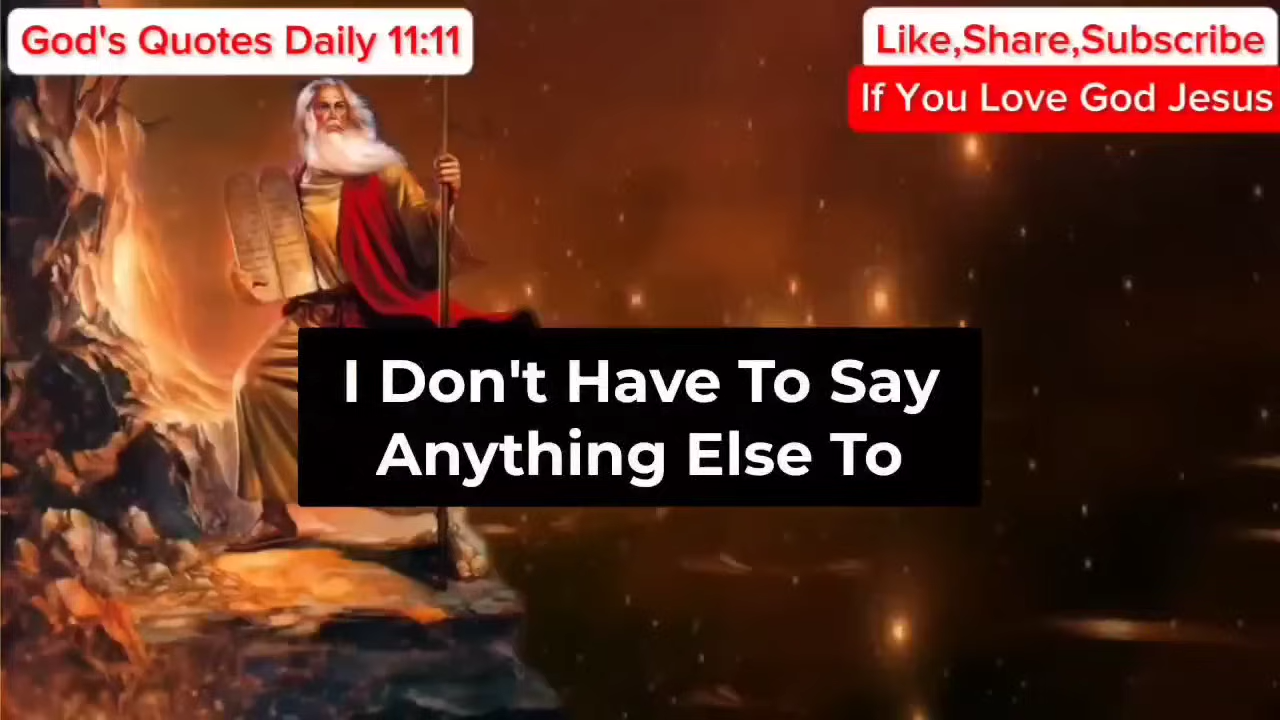 God's Quotes Daily 11:11
Like,Share,Subscribe
If You Love God Jesus
I Don't Have To Say
Anything Else To